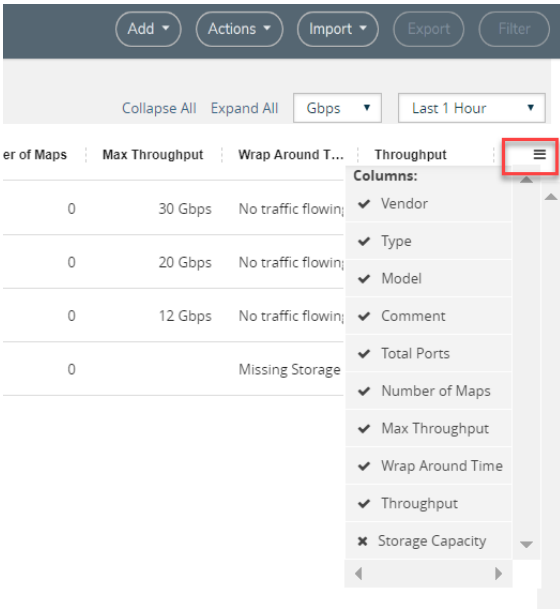 Add Actions Import Export Filter
Collapse All Expand All Gbps Last 1 Hour
er of Maps Max Throughput Wrap Around T... Throughput
Columns:
0 30 Gbps No traffic flowing
0 20 Gbps No traffic flowing
0 12 Gbps No traffic flowing
0 Missing Storage
Vendor
Type
Model
Comment
Total Ports
Number of Maps
Max Throughput
Wrap Around Time
Throughput
Storage Capacity